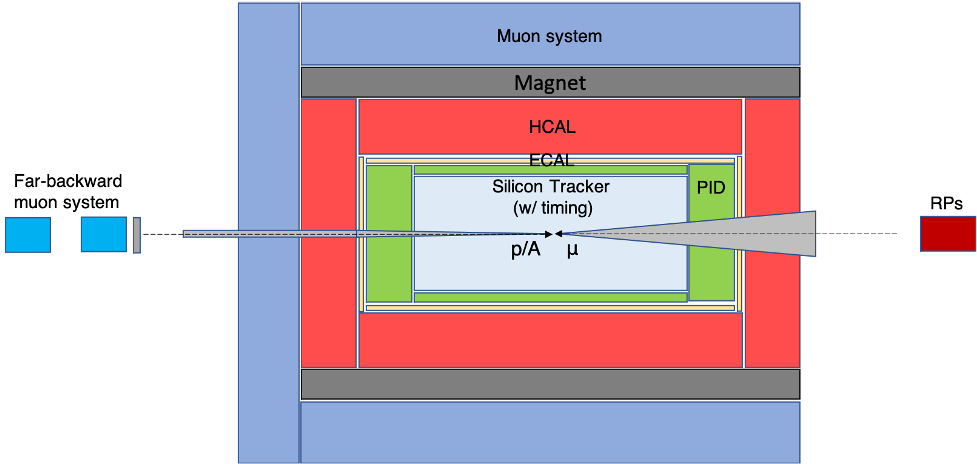 Muon system
Magnet
HCAL
ECAL
Far-backward
muon system
Silicon Tracker
(w/ timing)
PID
RPs
p/A
μ